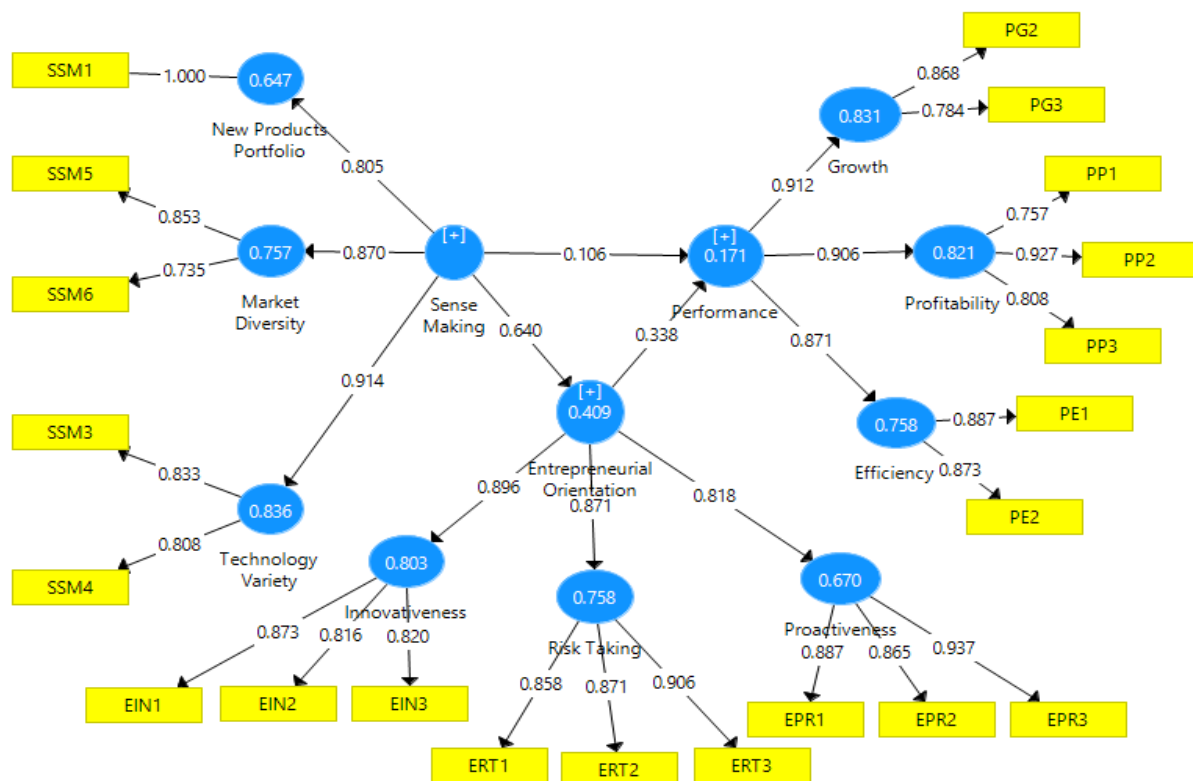 PG2
SSM1
1.000
0.647
0.868
0.831
0.784
PG3
New Products
Portfolio
Growth
SSM5
0.805
0.912
PP1
0.853
0.757
[+]
[+]
0.757
0.870
0.106
0.171
0.906
0.821
0.927
PP2
0.735
SSM6
Market
Diversity
Sense
Making
Performance
Profitability
0.808
0.640
0.338
0.871
PP3
0.914
[+]
0.409
0.758
0.887
PE1
SSM3
0.833
Entrepreneurial
Orientation
Efficiency
0.873
0.896
0.871
0.818
0.836
PE2
0.808
Technology
Variety
SSM4
0.803
0.758
0.670
Innovativeness
0.873
0.816
0.820
Risk Taking
Proactiveness
0.887
0.865
0.937
0.858
0.871
0.906
EIN1
EIN2
EIN3
EPR1
EPR2
EPR3
ERT1
ERT2
ERT3